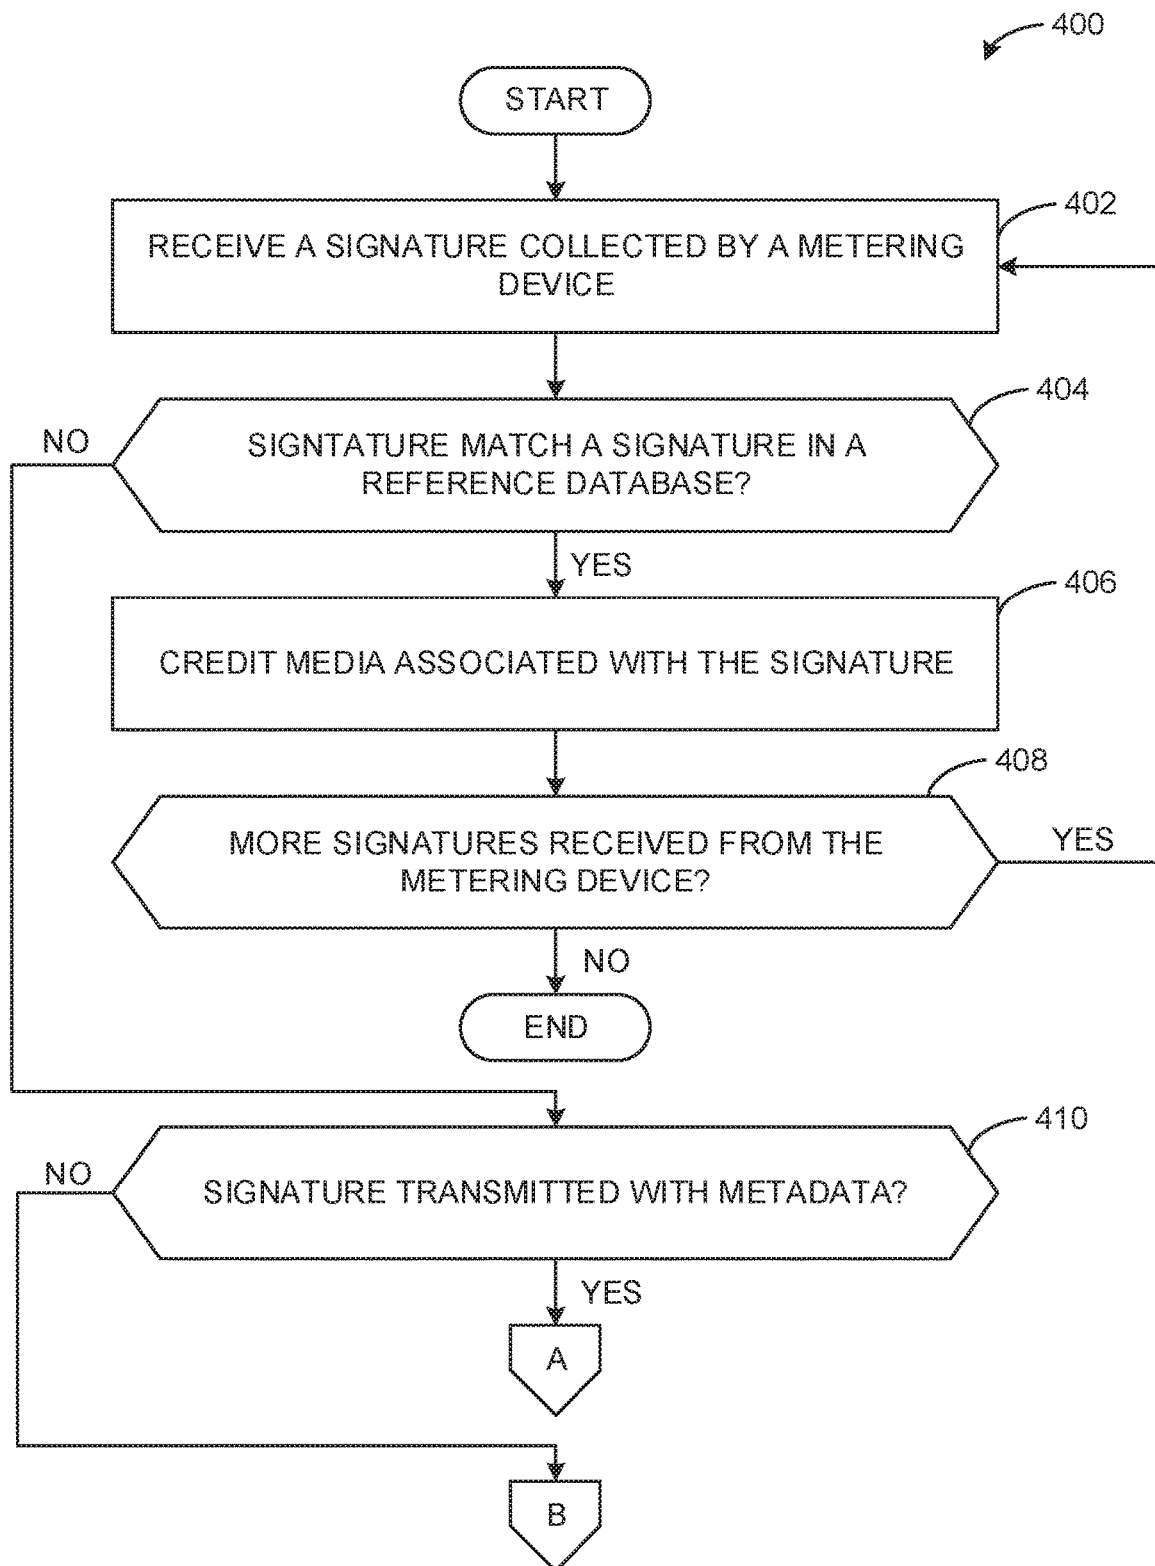 400
START
402
RECEIVE A SIGNATURE COLLECTED BY A METERING
DEVICE
404
NO
SIGNTATURE MATCH A SIGNATURE IN A
REFERENCE DATABASE?
YES
406
CREDIT MEDIA ASSOCIATED WITH THE SIGNATURE
408
MORE SIGNATURES RECEIVED FROM THE
METERING DEVICE?
YES
NO
END
410
NO
SIGNATURE TRANSMITTED WITH METADATA?
YES
A
B